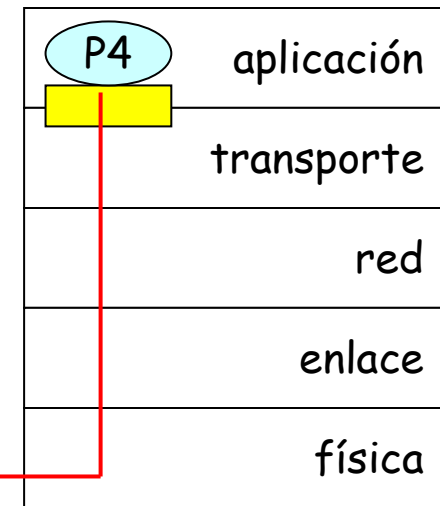 P4 aplicación
transporte
red
enlace
física